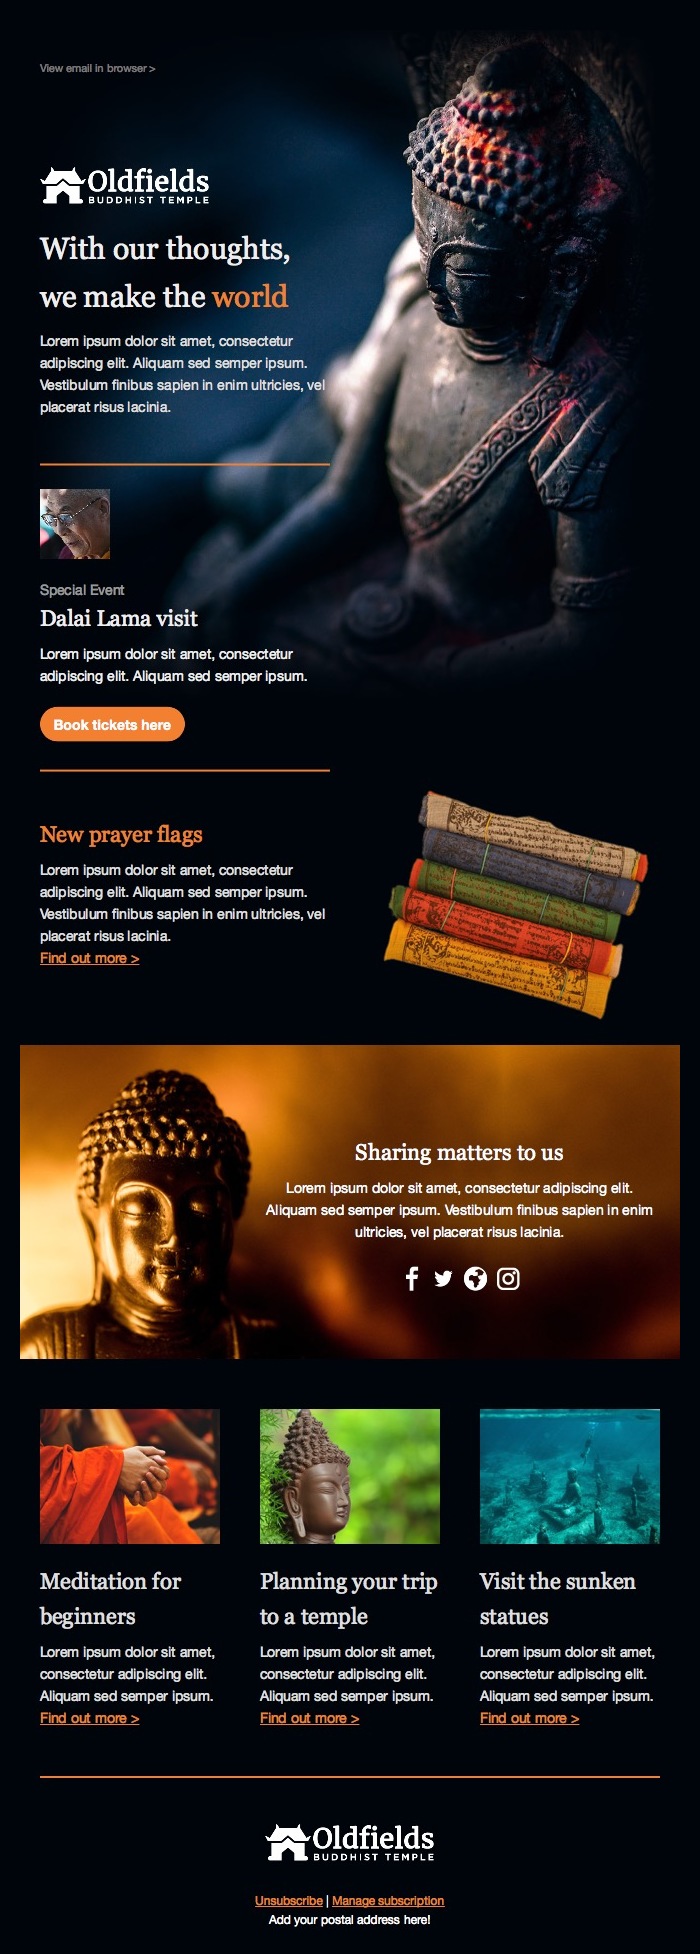 View email in browser >
Oldfields
BUDDHIST TEMPLE
With our thoughts,
we make the world
Lorem ipsum dolor sit amet, consectetur
adipiscing elit. Aliquam sed semper ipsum.
Vestibulum finibus sapien in enim ultricies, vel
placerat risus lacinia.
Special Event
Dalai Lama visit
Lorem ipsum dolor sit amet, consectetur
adipiscing elit. Aliquam sed semper ipsum.
Book tickets here
New prayer flags
Lorem ipsum dolor sit amet, consectetur
adipiscing elit. Aliquam sed semper ipsum.
Vestibulum finibus sapien in enim ultricies, vel
placerat risus lacinia.
Find out more >
Sharing matters to us
Lorem ipsum dolor sit amet, consectetur adipiscing elit.
Aliquam sed semper ipsum. Vestibulum finibus sapien in enim
ultricies, vel placerat risus lacinia.
Meditation for
beginners
Lorem ipsum dolor sit amet,
consectetur adipiscing elit.
Aliquam sed semper ipsum.
Find out more >
Planning your trip
to a temple
Lorem ipsum dolor sit amet,
consectetur adipiscing elit.
Aliquam sed semper ipsum.
Find out more >
Visit the sunken
statues
Lorem ipsum dolor sit amet,
consectetur adipiscing elit.
Aliquam sed semper ipsum.
Find out more >
Oldfields
BUDDHIST TEMPLE
Unsubscribe | Manage subscription
Add your postal address here!